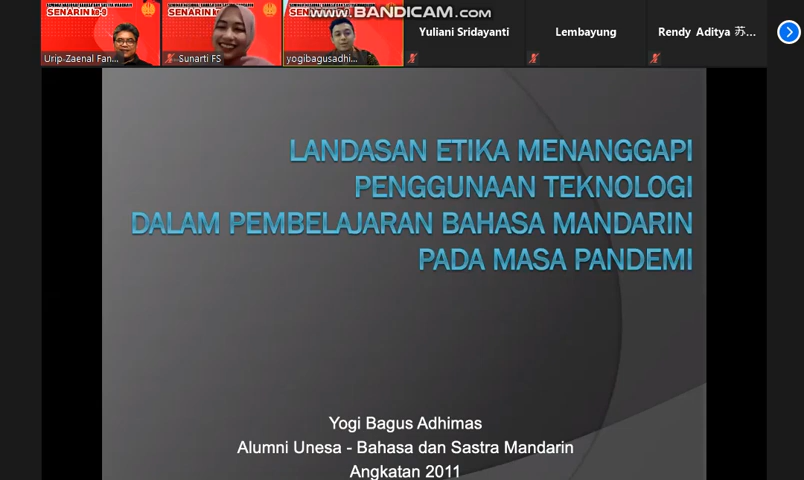 www.BANDICAM.com
SENARIN ke-9
Urip-Zaenal Fan...
Sunarti FS
yogibagusadhi...
Yuliani Sridayanti
Lembayung
Rendy Aditya 苏...
LANDASAN ETIKA MENANGGAPI
PENGGUNAAN TEKNOLOGI
DALAM PEMBELAJARAN BAHASA MANDARIN
PADA MASA PANDEMI
Yogi Bagus Adhimas
Alumni Unesa - Bahasa dan Sastra Mandarin
Angkatan 2011